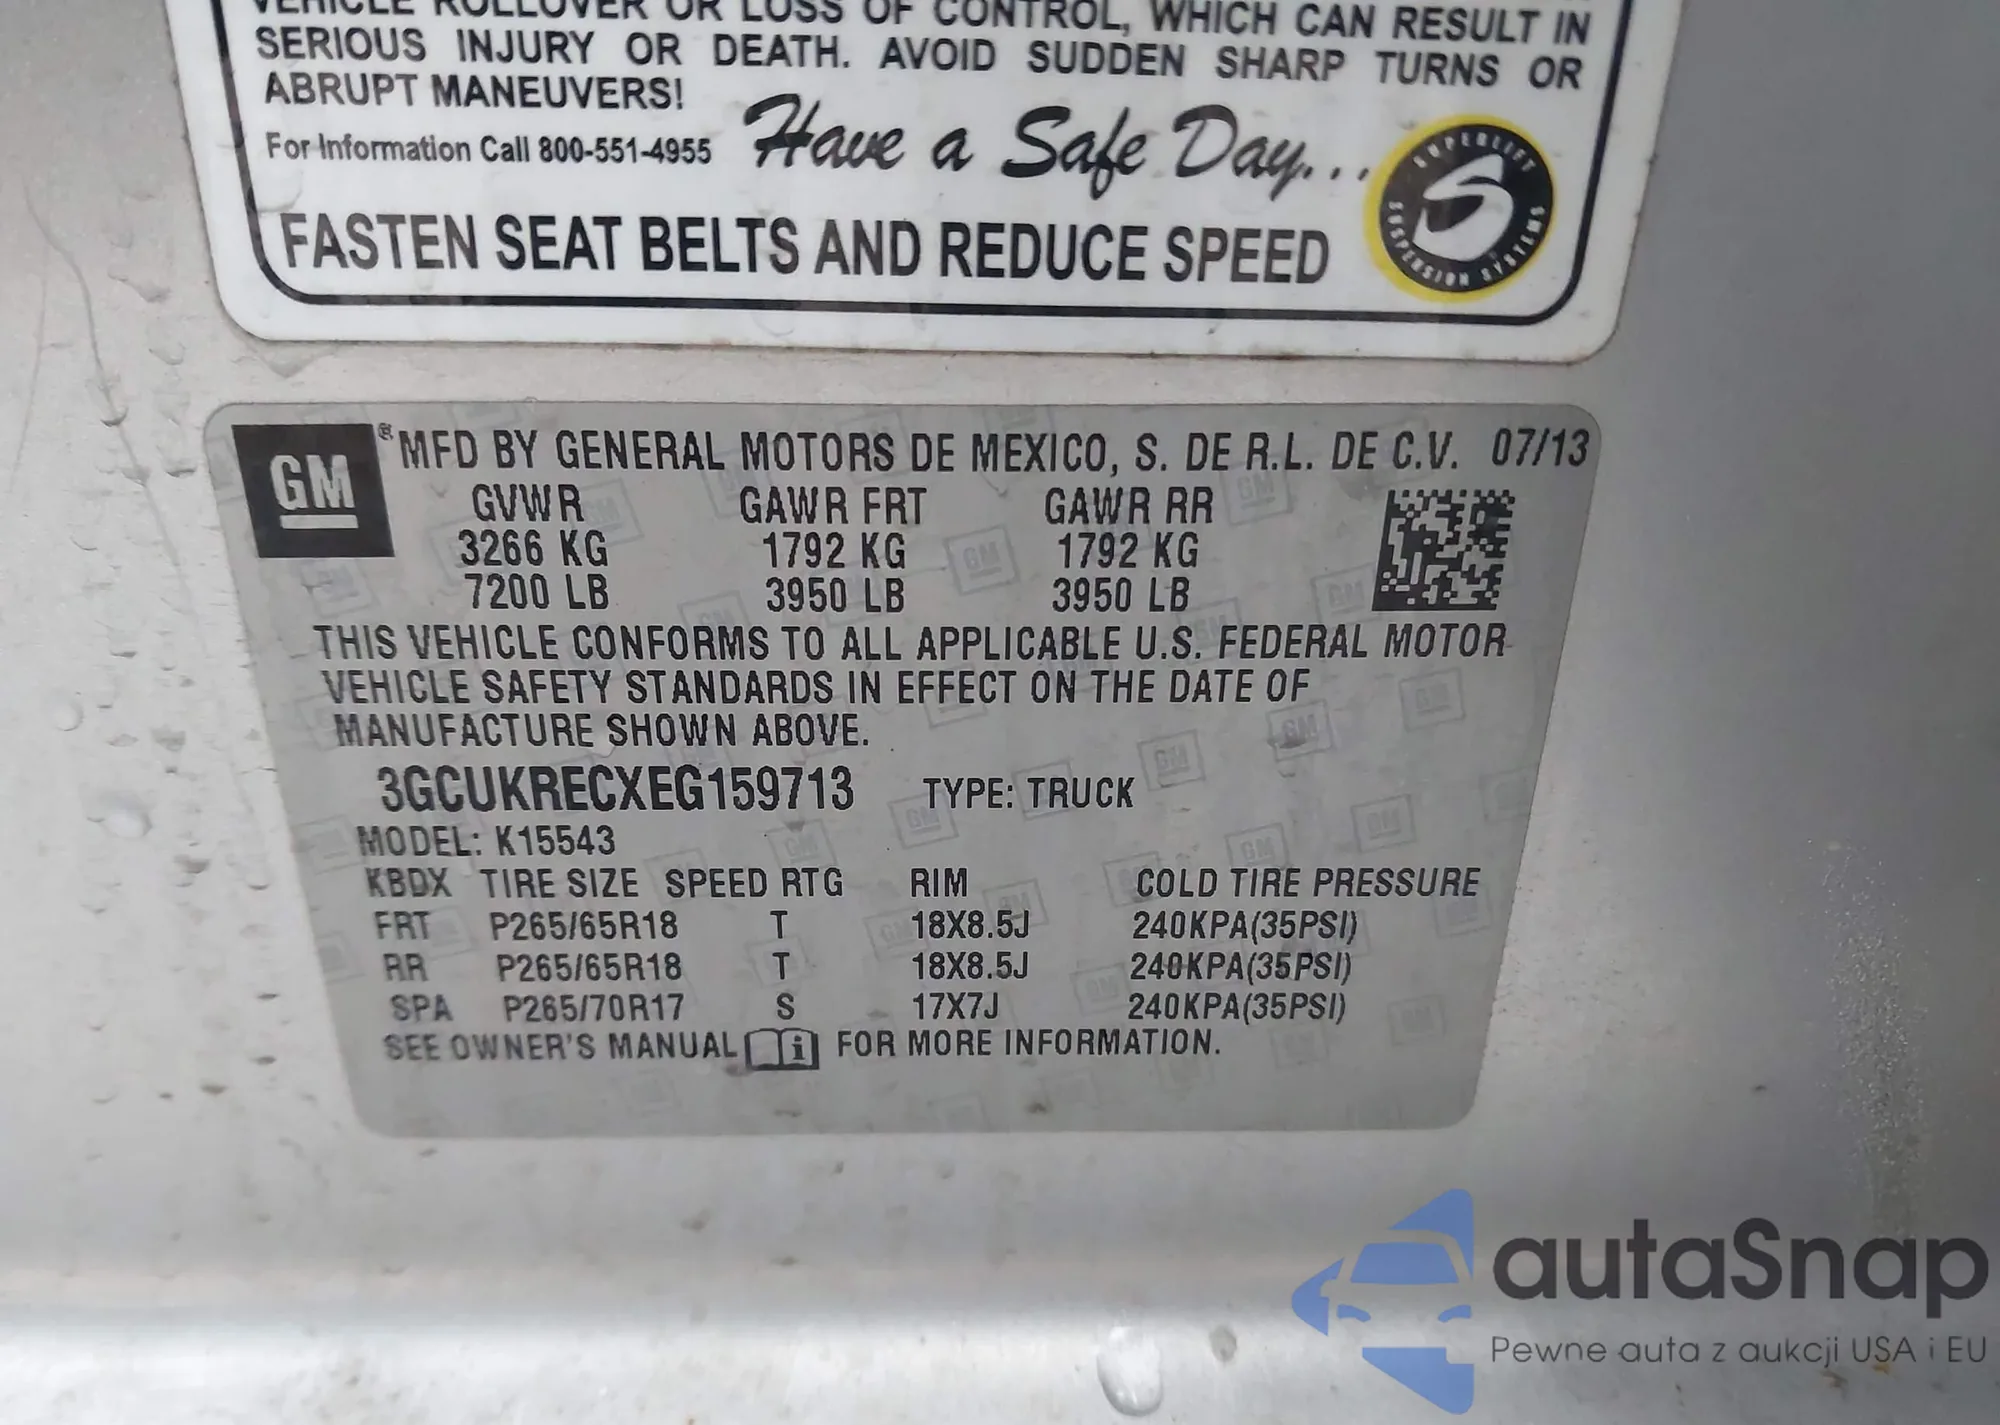 VEHICLE ROLLOVER OR LOSS OF CONTROL, WHICH CAN RESULT IN
SERIOUS INJURY OR DEATH. AVOID SUDDEN SHARP TURNS OR
ABRUPT MANEUVERS!
For Information Call 800-551-4955 Have a Safe Day...
SUPERLIFT
S
SUSPENSION SYSTEMS
FASTEN SEAT BELTS AND REDUCE SPEED
GM® MFD BY GENERAL MOTORS DE MEXICO, S. DE R.L. DE C.V. 07/13
GVWR GAWR FRT GAWR RR
3266 KG 1792 KG 1792 KG
7200 LB 3950 LB 3950 LB
THIS VEHICLE CONFORMS TO ALL APPLICABLE U.S. FEDERAL MOTOR
VEHICLE SAFETY STANDARDS IN EFFECT ON THE DATE OF
MANUFACTURE SHOWN ABOVE.
3GCUKRECXEG159713 TYPE: TRUCK
MODEL: K15543
KBDX TIRE SIZE SPEED RTG RIM COLD TIRE PRESSURE
FRT P265/65R18 T 18X8.5J 240KPA(35PSI)
RR P265/65R18 T 18X8.5J 240KPA(35PSI)
SPA P265/70R17 S 17X7J 240KPA(35PSI)
SEE OWNER'S MANUAL i FOR MORE INFORMATION.
autaSnap
Pewne auta z aukcji USA i EU